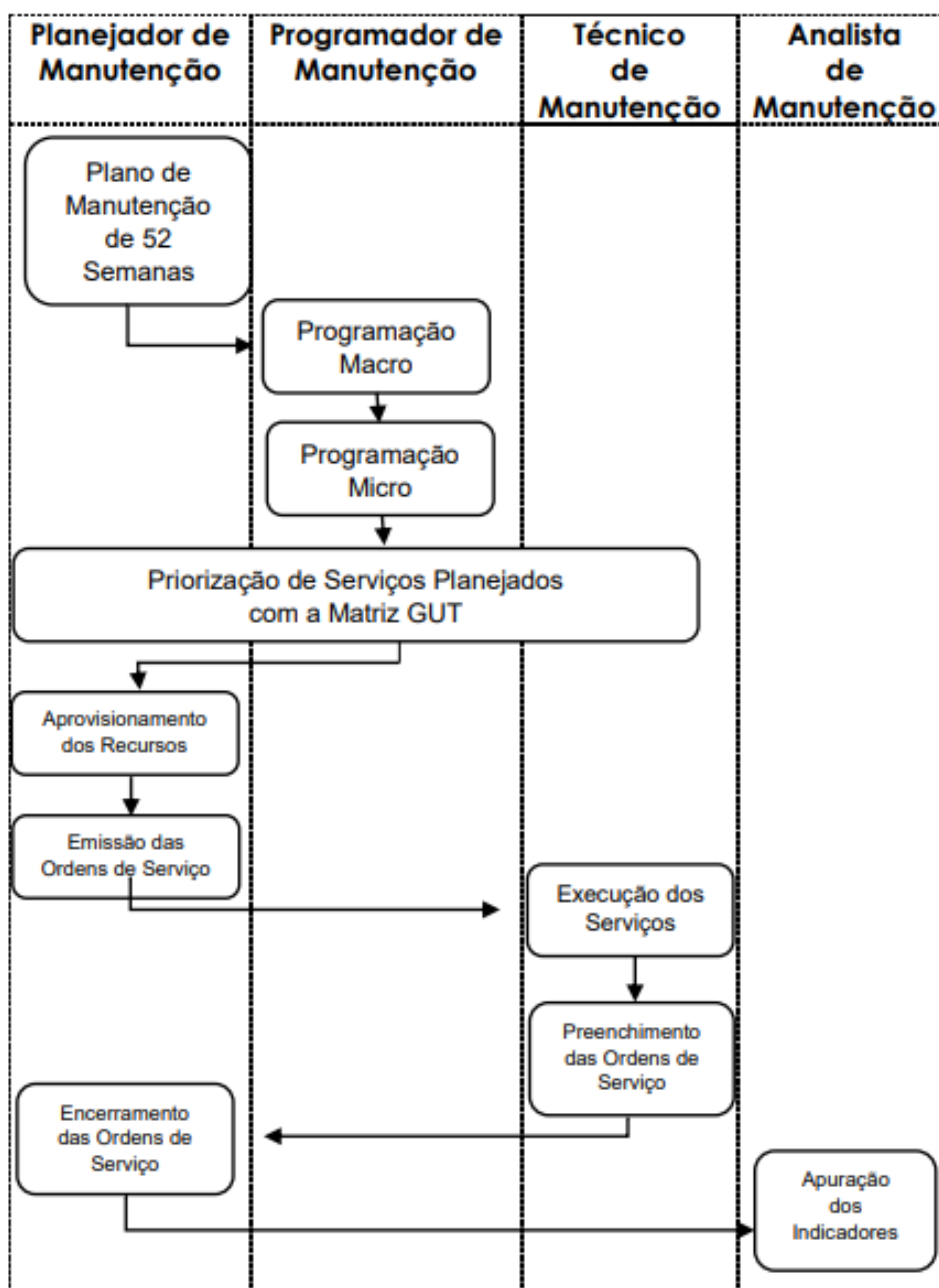 Planejador de
Manutenção
Programador de
Manutenção
Técnico
de
Manutenção
Analista
de
Manutenção
Plano de
Manutenção
de 52
Semanas
Programação
Macro
Programação
Micro
Priorização de Serviços Planejados
com a Matriz GUT
Aprovisionamento
dos Recursos
Emissão das
Ordens de Serviço
Execução dos
Serviços
Preenchimento
das Ordens de
Serviço
Encerramento
das Ordens de
Serviço
Apuração
dos
Indicadores